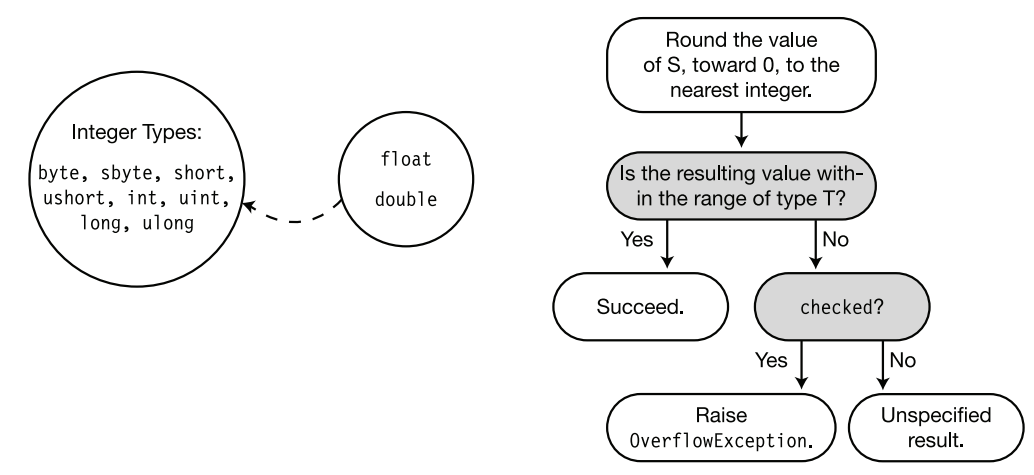 Integer Types:
byte, sbyte, short,
ushort, int, uint,
long, ulong
float
double
Round the value
of S, toward 0, to the
nearest integer.
Is the resulting value with-
in the range of type T?
Yes
No
Succeed.
checked?
Yes
No
Raise
OverflowException.
Unspecified
result.